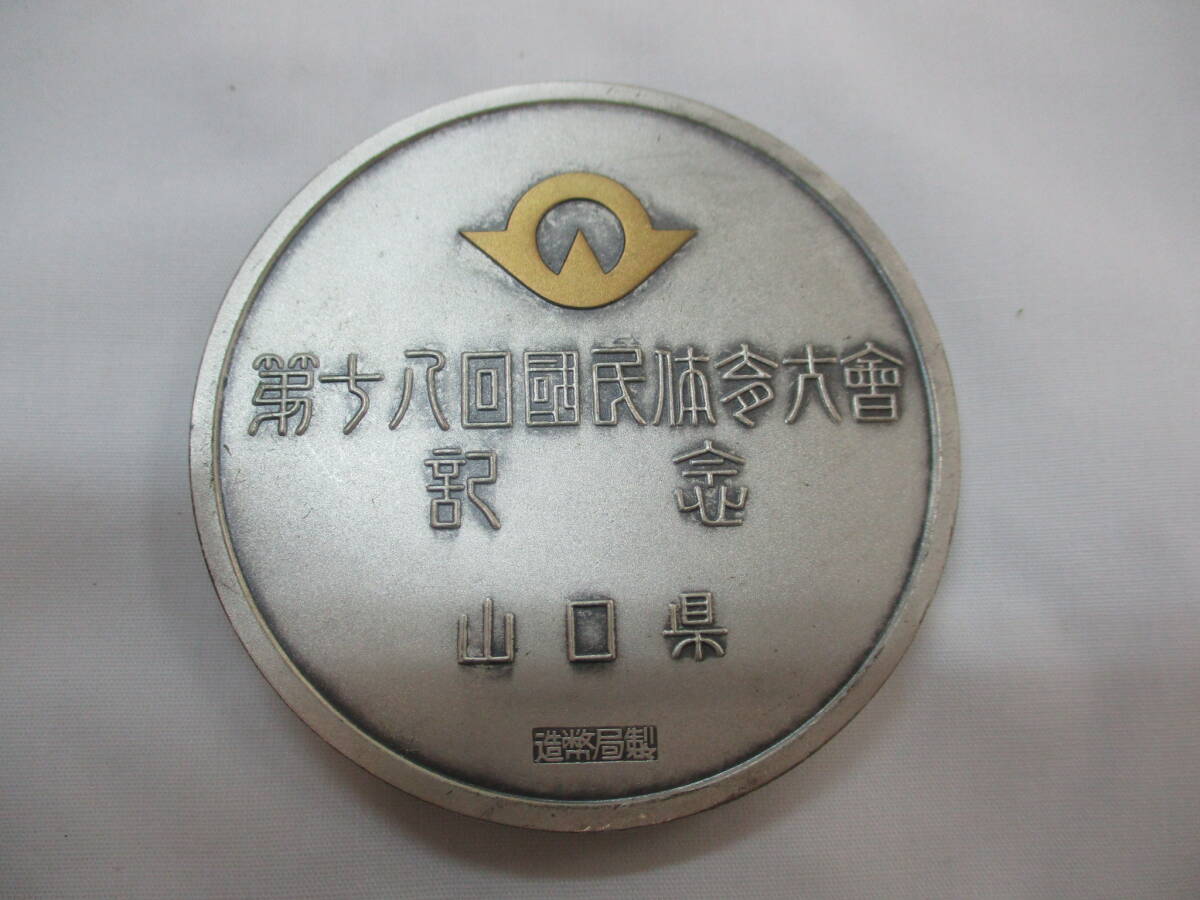 第十八回國民体育大會
記念
山口県
造幣局製